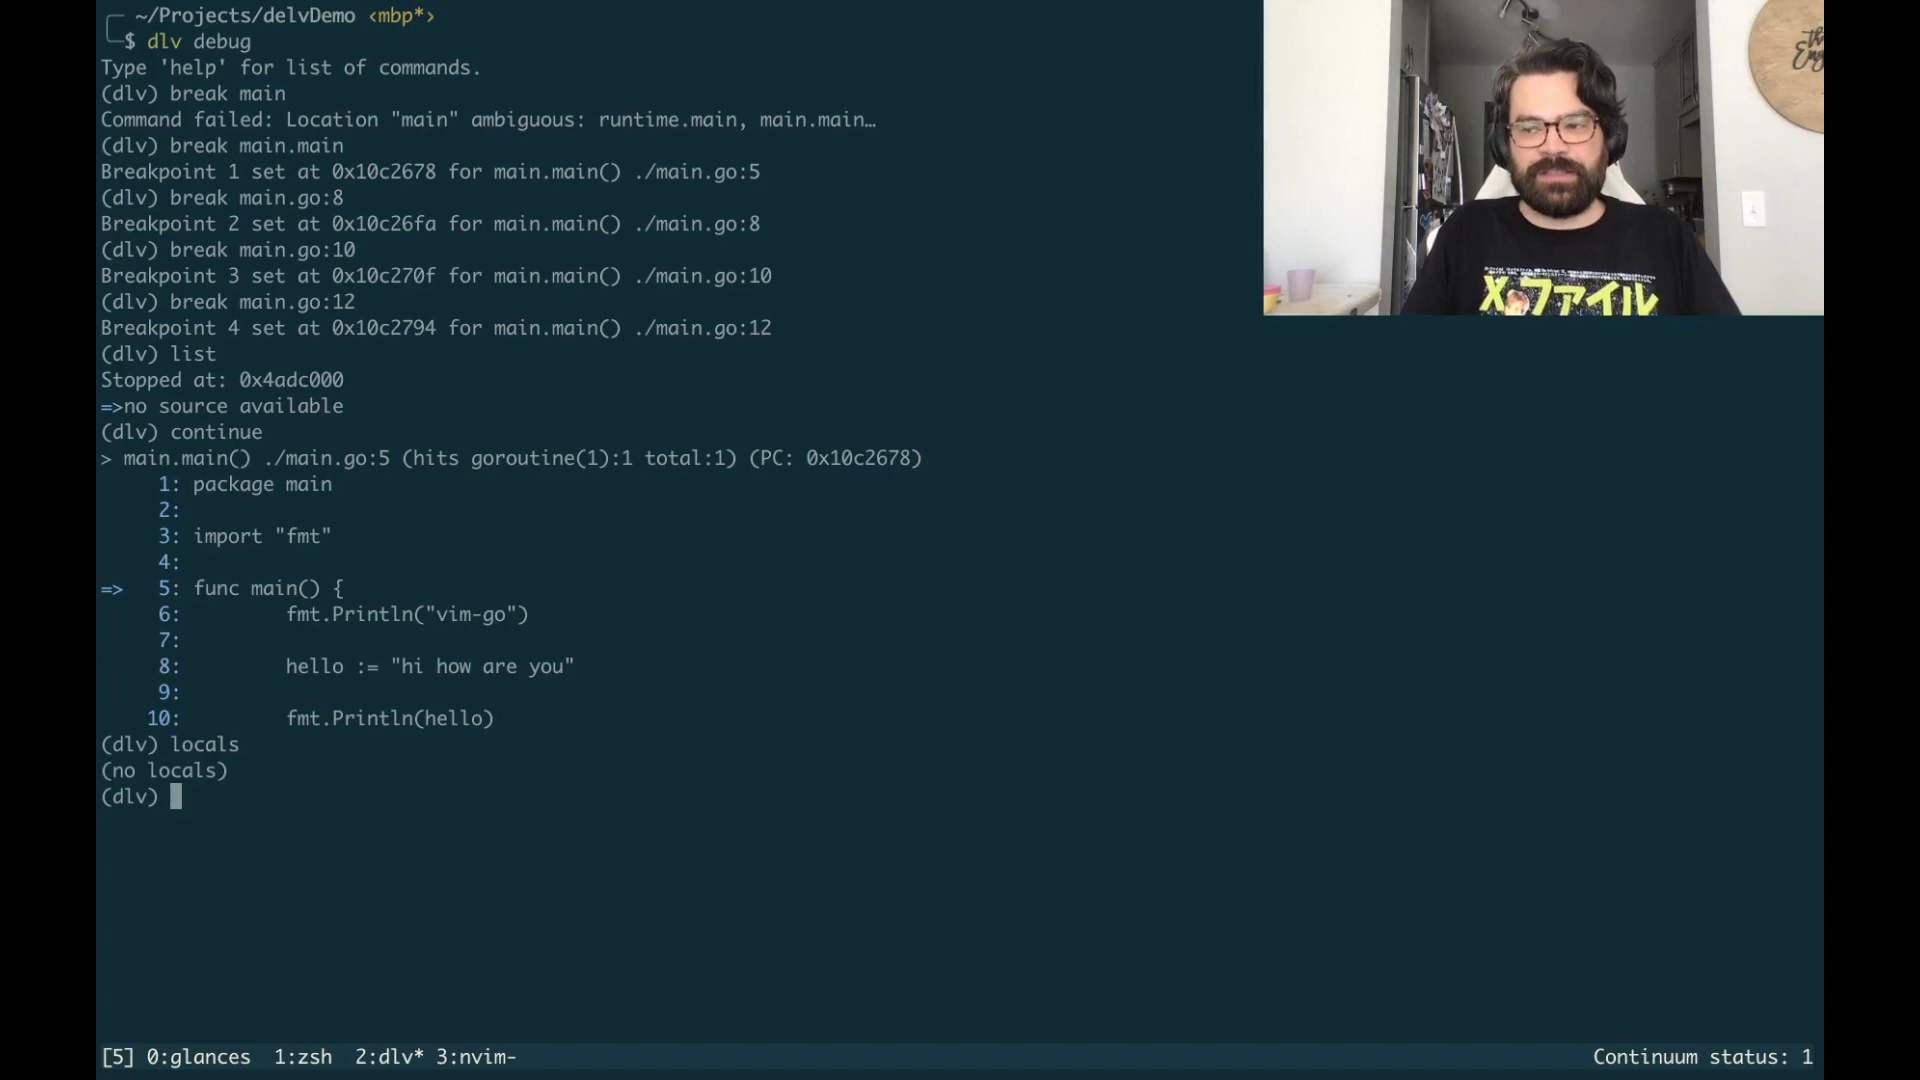 ~/Projects/delvDemo ‹mbp*›
$ dlv debug
Type 'help' for list of commands.
(dlv) break main
Command failed: Location "main" ambiguous: runtime.main, main.main…
(dlv) break main.main
Breakpoint 1 set at 0x10c2678 for main.main() ./main.go:5
(dlv) break main.go:8
Breakpoint 2 set at 0x10c26fa for main.main() ./main.go:8
(dlv) break main.go:10
Breakpoint 3 set at 0x10c270f for main.main() ./main.go:10
(dlv) break main.go:12
Breakpoint 4 set at 0x10c2794 for main.main() ./main.go:12
(dlv) list
Stopped at: 0x4adc000
=>no source available
(dlv) continue
> main.main() ./main.go:5 (hits goroutine(1):1 total:1) (PC: 0x10c2678)
1: package main
2:
3: import "fmt"
4:
=> 5: func main() {
6: fmt.Println("vim-go")
7:
8: hello := "hi how are you"
9:
10: fmt.Println(hello)
(dlv) locals
(no locals)
(dlv)
[5] 0:glances 1:zsh 2:dlv* 3:nvim-
Continuum status: 1
X-ファイル